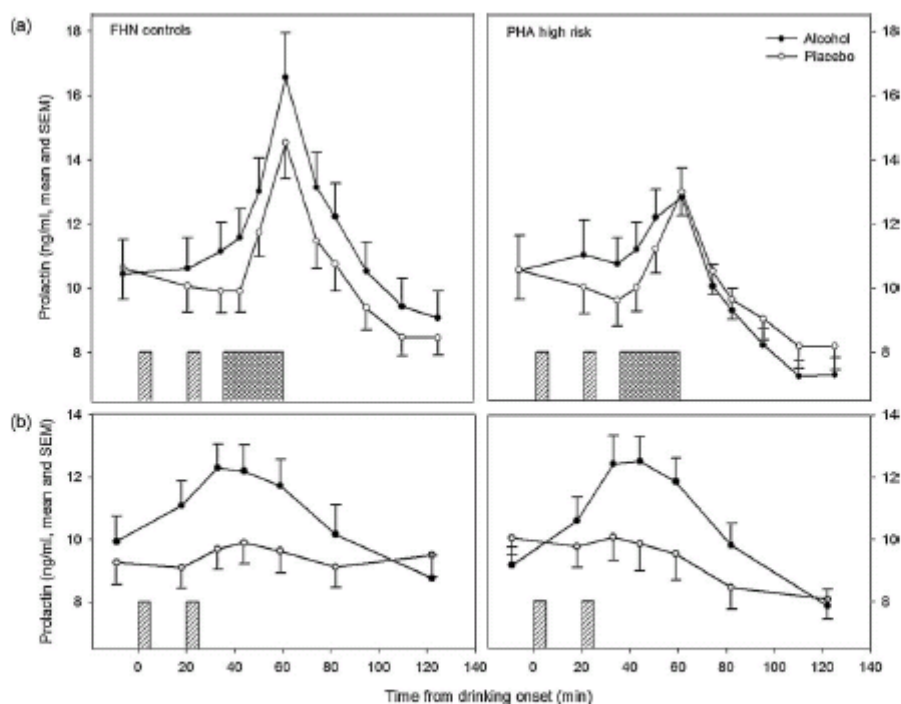 (a)
FHN controls
PHA high risk
Alcohol
Placebo
Prolactin (ng/ml, mean and SEM)
18
16
14
12
10
8
18
16
14
12
10
8
(b)
Prolactin (ng/ml, mean and SEM)
14
12
10
8
14
12
10
8
0 20 40 60 80 100 120 140
0 20 40 60 80 100 120 140
Time from drinking onset (min)